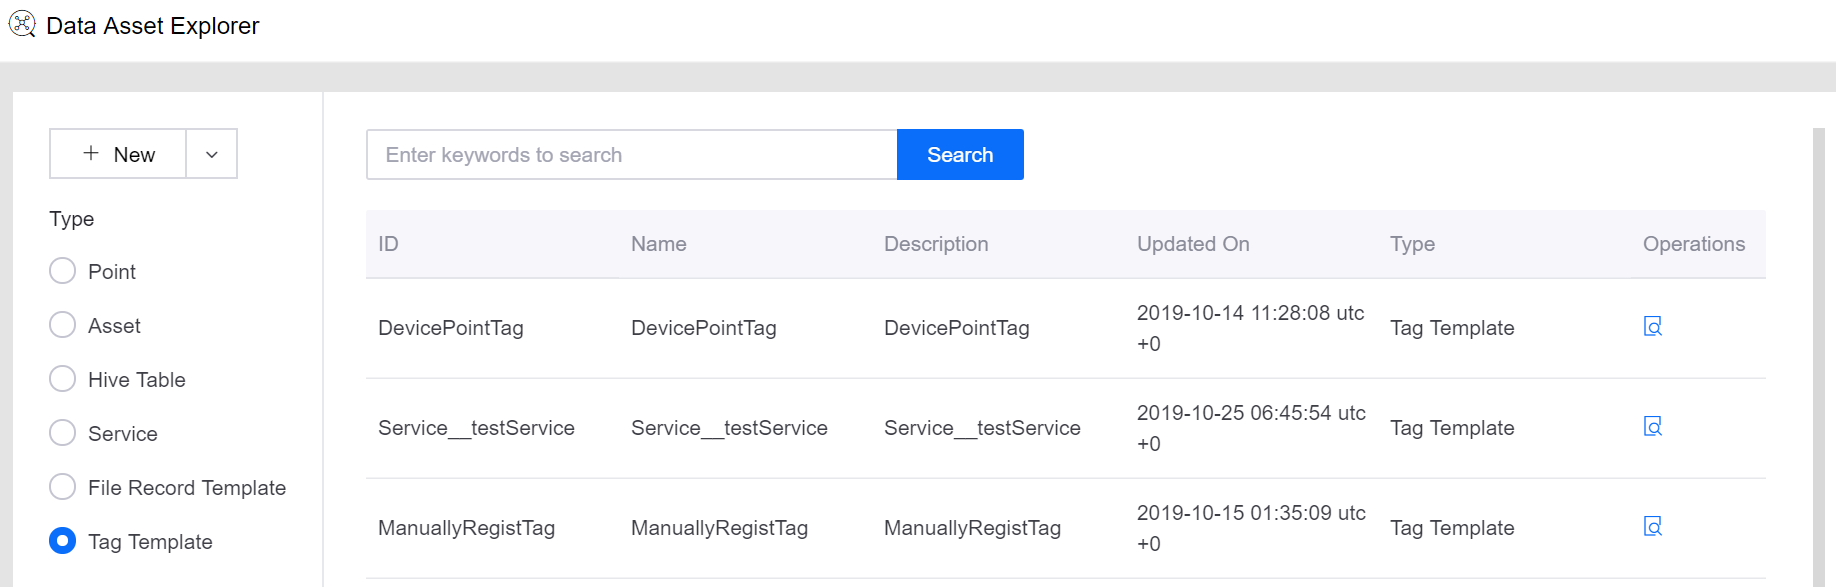 Data Asset Explorer
New
Type
Point
Asset
Hive Table
Service
File Record Template
Tag Template
Enter keywords to search
Search
ID Name Description Updated On Type Operations
DevicePointTag DevicePointTag DevicePointTag 2019-10-14 11:28:08 utc Tag Template
+0
Service__testService Service__testService Service__testService 2019-10-25 06:45:54 utc Tag Template
+0
ManuallyRegistTag ManuallyRegistTag ManuallyRegistTag 2019-10-15 01:35:09 utc Tag Template
+0